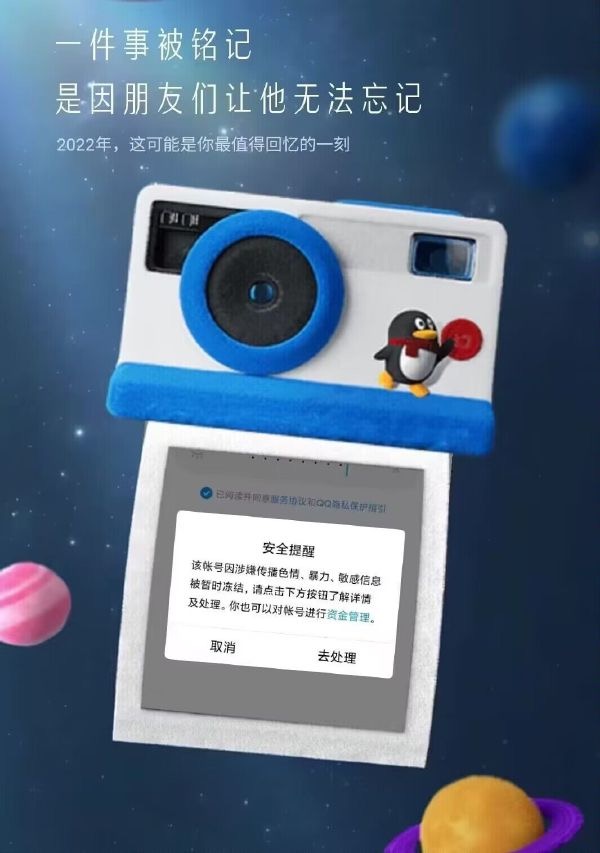 一件事被铭记
是因朋友们让他无法忘记
2022年，这可能是你最值得回忆的一刻
已阅读并同意服务协议和QQ隐私保护指引
安全提醒
该帐号因涉嫌传播色情、暴力、敏感信息
被暂时冻结，请点击下方按钮了解详情
及处理。你也可以对帐号进行资金管理。
取消 去处理